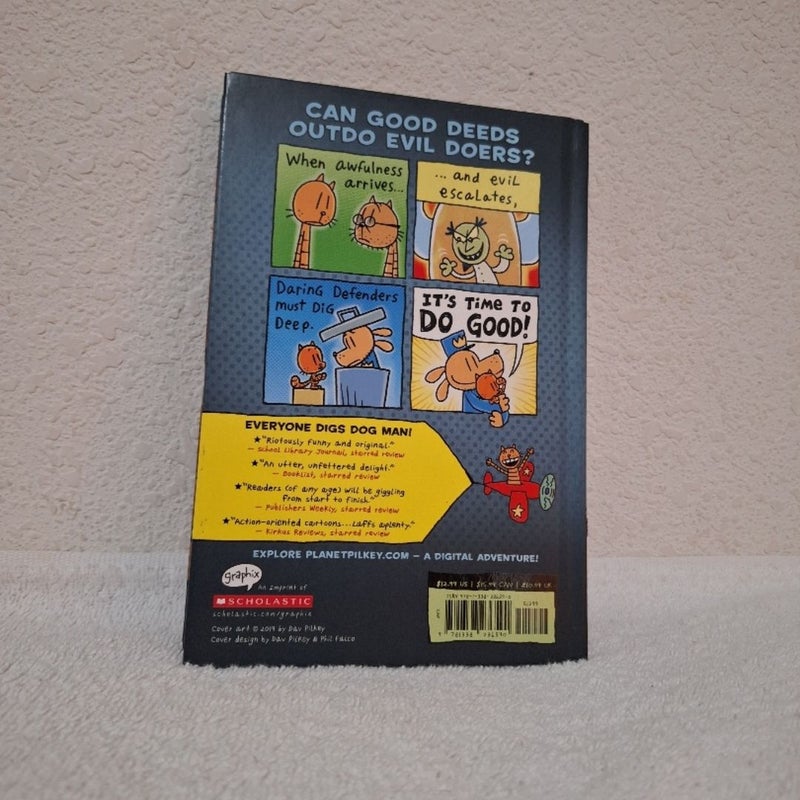 CAN GOOD DEEDS
OUTDO EVIL DOERS?
When awfulness
arrives...
... and evil
escalates,
Daring Defenders
must Dig
Deep.
IT'S TIME TO
DO GOOD!
EVERYONE DIGS DOG MAN!
★"Riotously funny and original."
— School Library Journal, starred review
★"An utter, unfettered delight."
— Booklist, starred review
★"Readers (of any age) will be giggling
from start to finish."
— Publishers Weekly, starred review
★"Action-oriented cartoons...Laffs aplenty."
— Kirkus Reviews, starred review
EXPLORE PLANETPILKEY.COM — A DIGITAL ADVENTURE!
graphix
An Imprint of
SCHOLASTIC
scholastic.com/graphix
Cover art © 2019 by Dav Pilkey
Cover design by Dav Pilkey & Phil Falco
$12.99 US
ISBN